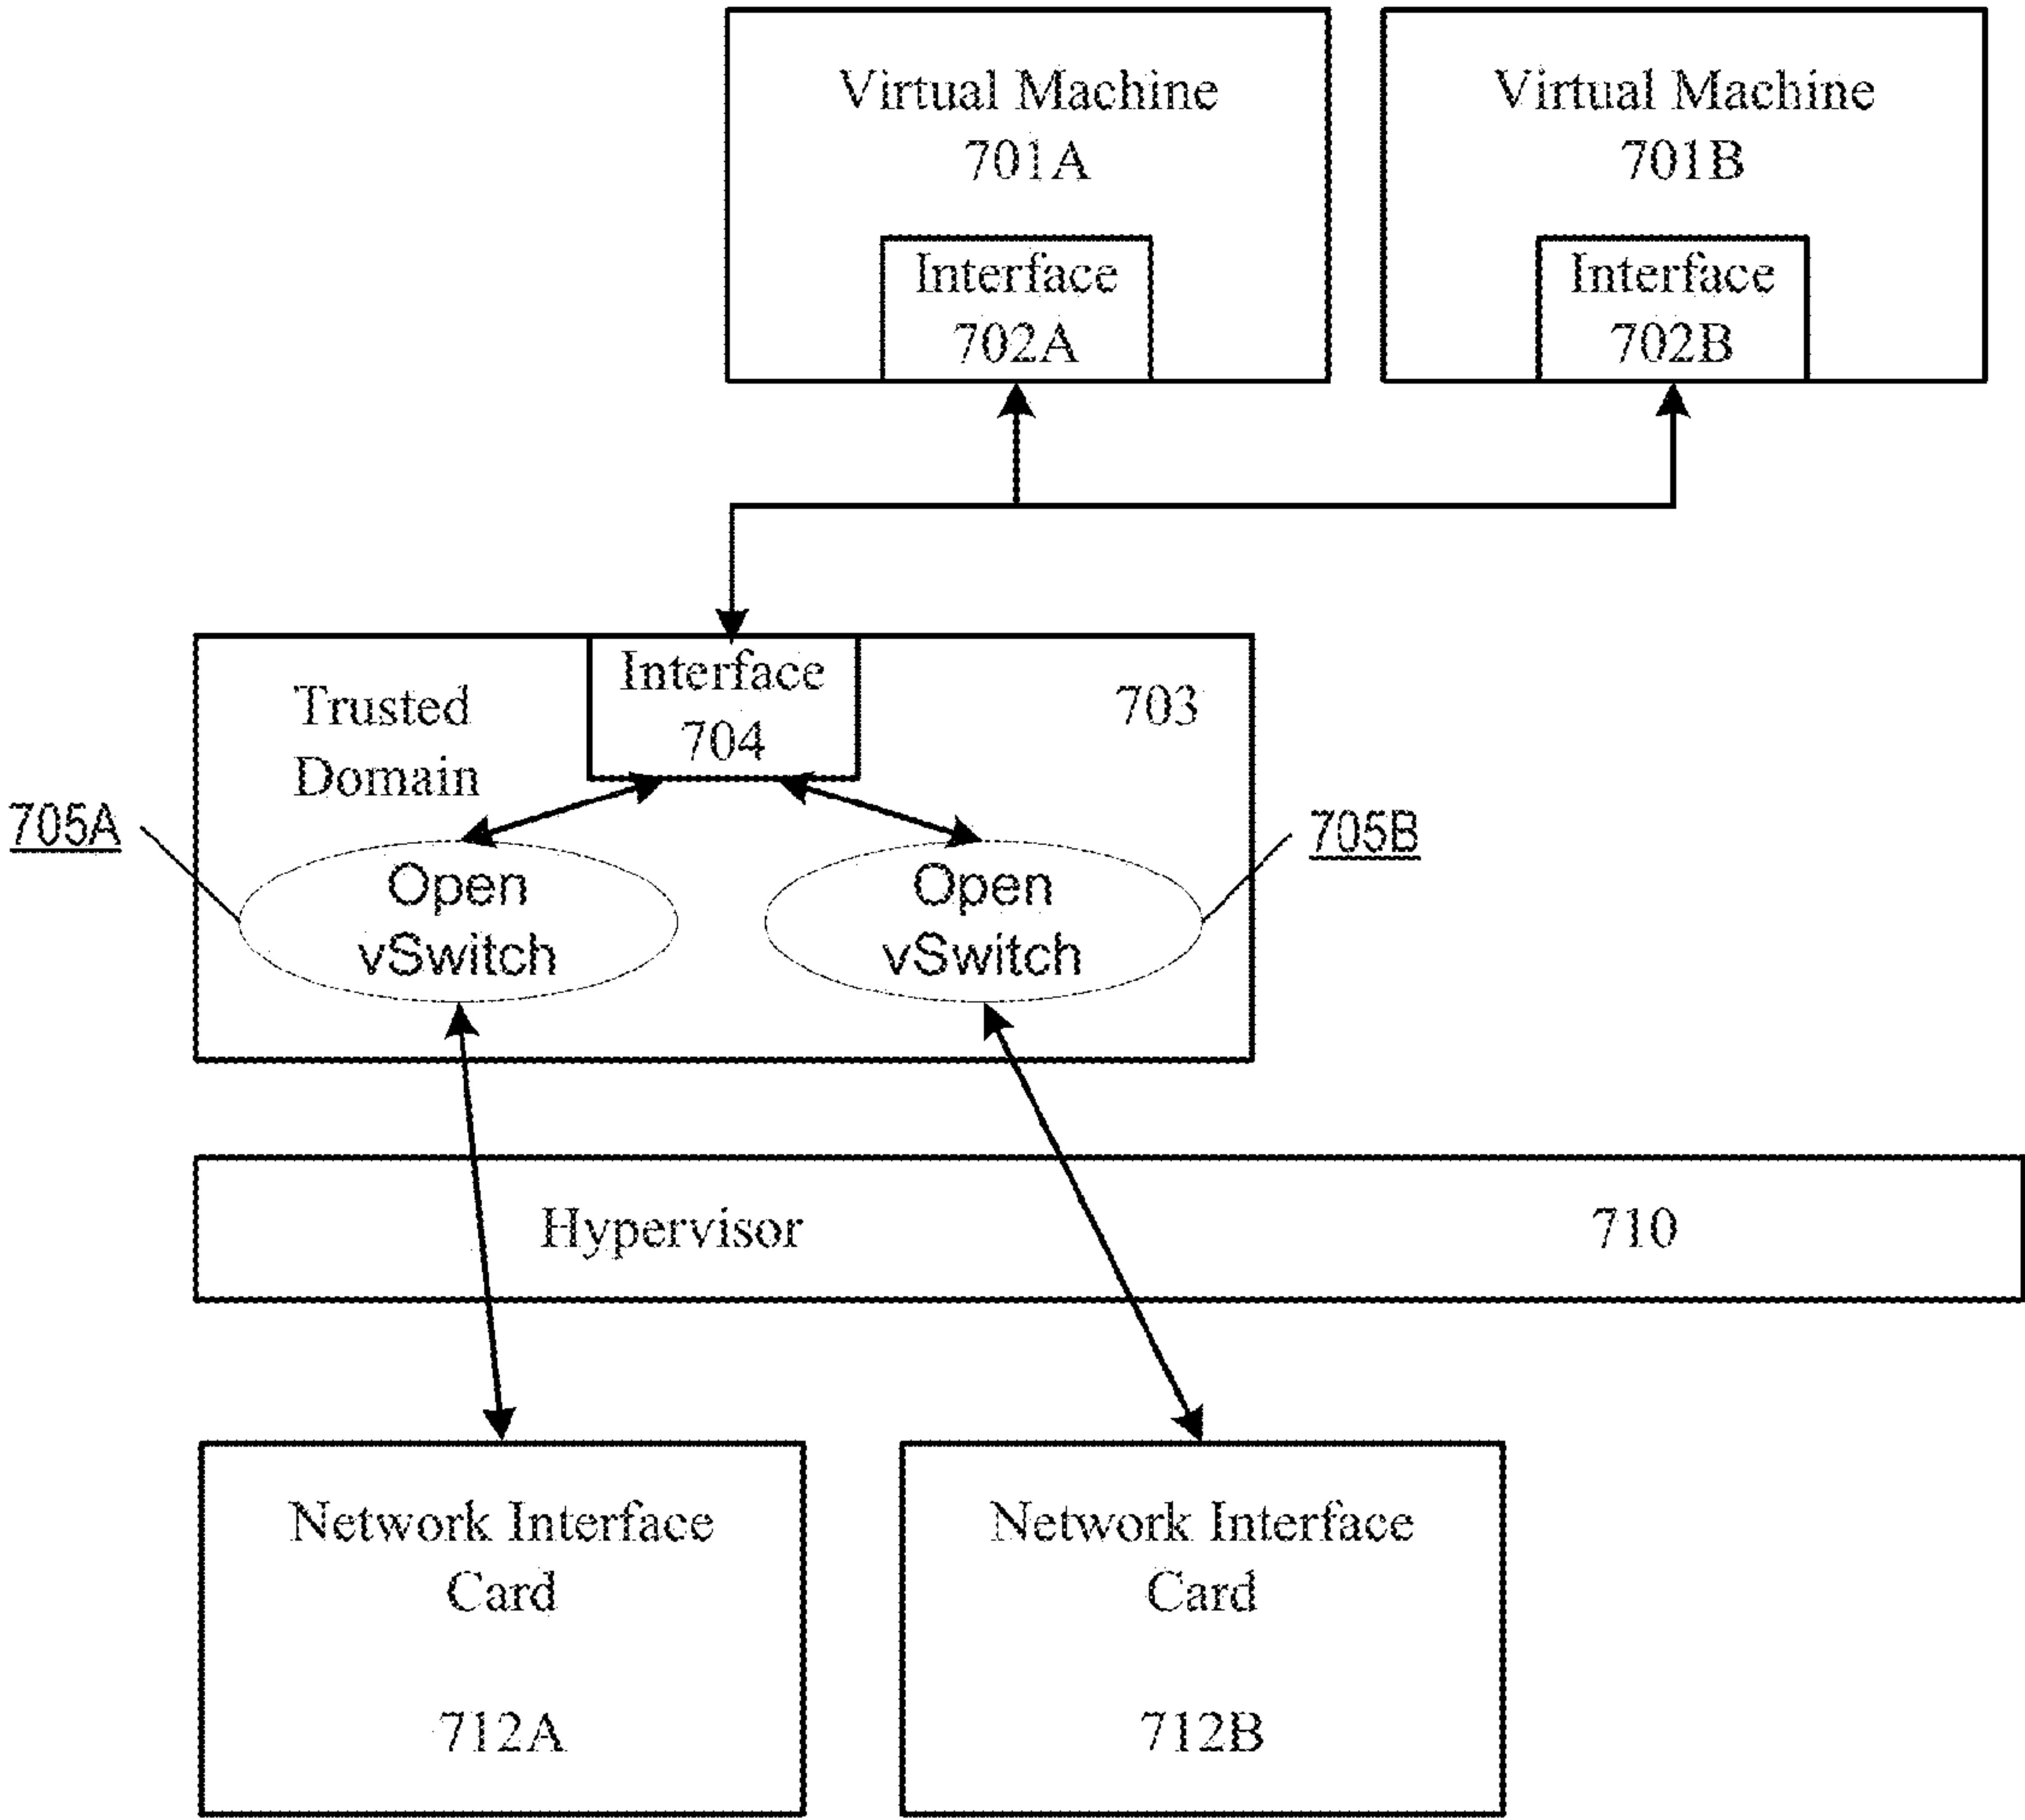 Virtual Machine
701A
Interface
702A
Virtual Machine
701B
Interface
702B
Trusted
Domain
Interface
704
703
705A
Open
vSwitch
Open
vSwitch
705B
Hypervisor
710
Network Interface
Card
712A
Network Interface
Card
712B